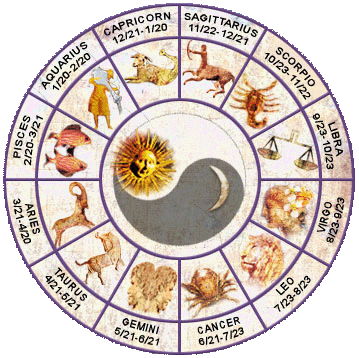 CAPRICORN
12/21-1/20
SAGITTARIUS
11/22-12/21
SCORPIO
10/23-11/22
LIBRA
9/23-10/23
VIRGO
8/23-9/23
LEO
7/23-8/23
CANCER
6/21-7/23
GEMINI
5/21-6/21
TAURUS
4/21-5/21
ARIES
3/21-4/20
PISCES
2/20-3/21
AQUARIUS
1/20-2/20